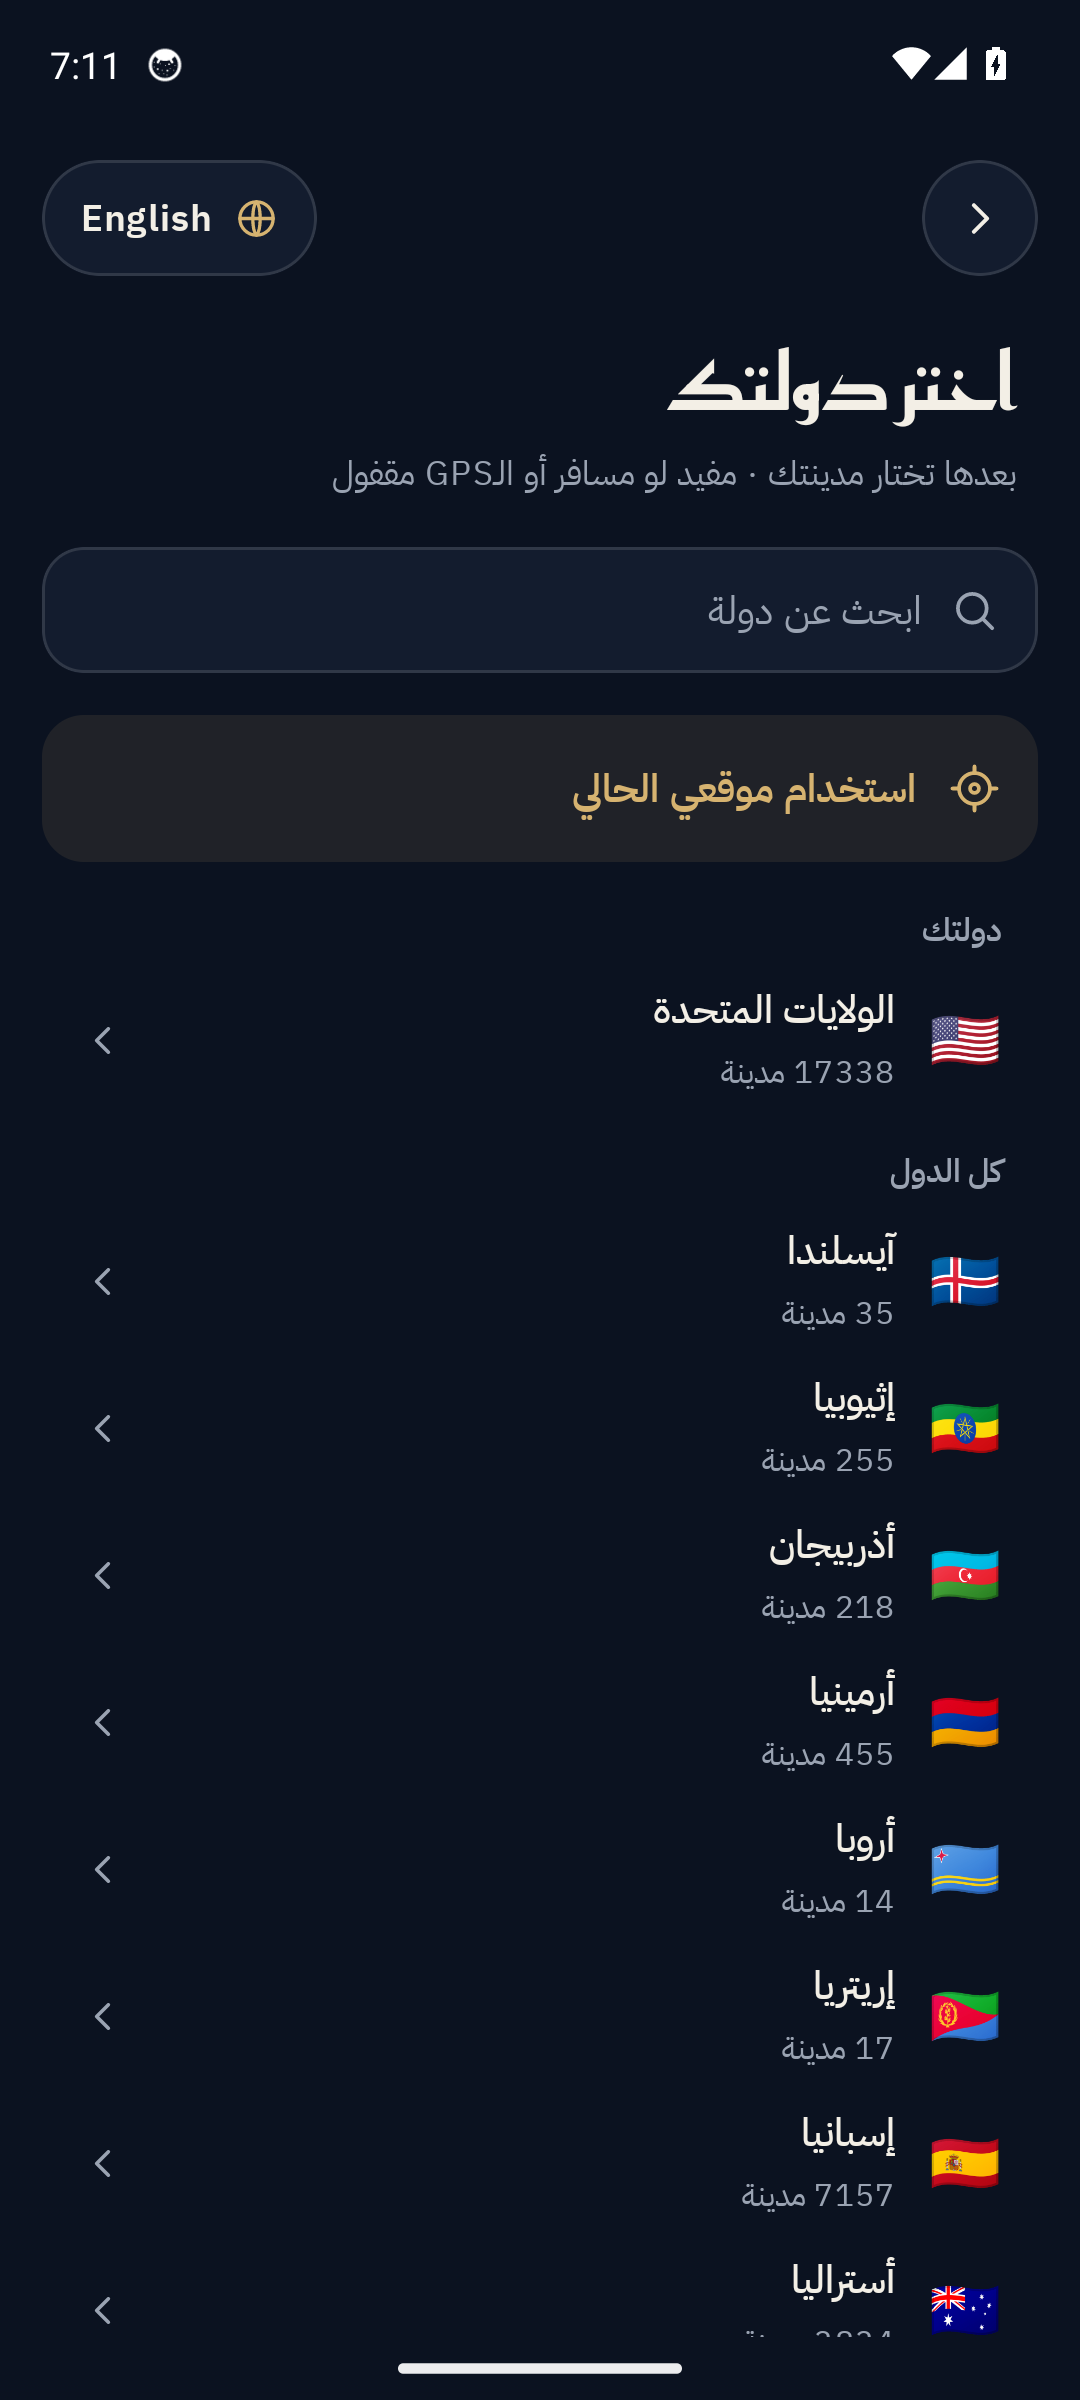 7:11
English
اختر دولتك
بعدها تختار مدينتك · مفيد لو مسافر أو الـGPS مقفول
ابحث عن دولة
استخدام موقعي الحالي
دولتك
الولايات المتحدة
17338 مدينة
كل الدول
آيسلندا
35 مدينة
إثيوبيا
255 مدينة
أذربيجان
218 مدينة
أرمينيا
455 مدينة
أروبا
14 مدينة
إريتريا
17 مدينة
إسبانيا
7157 مدينة
أستراليا